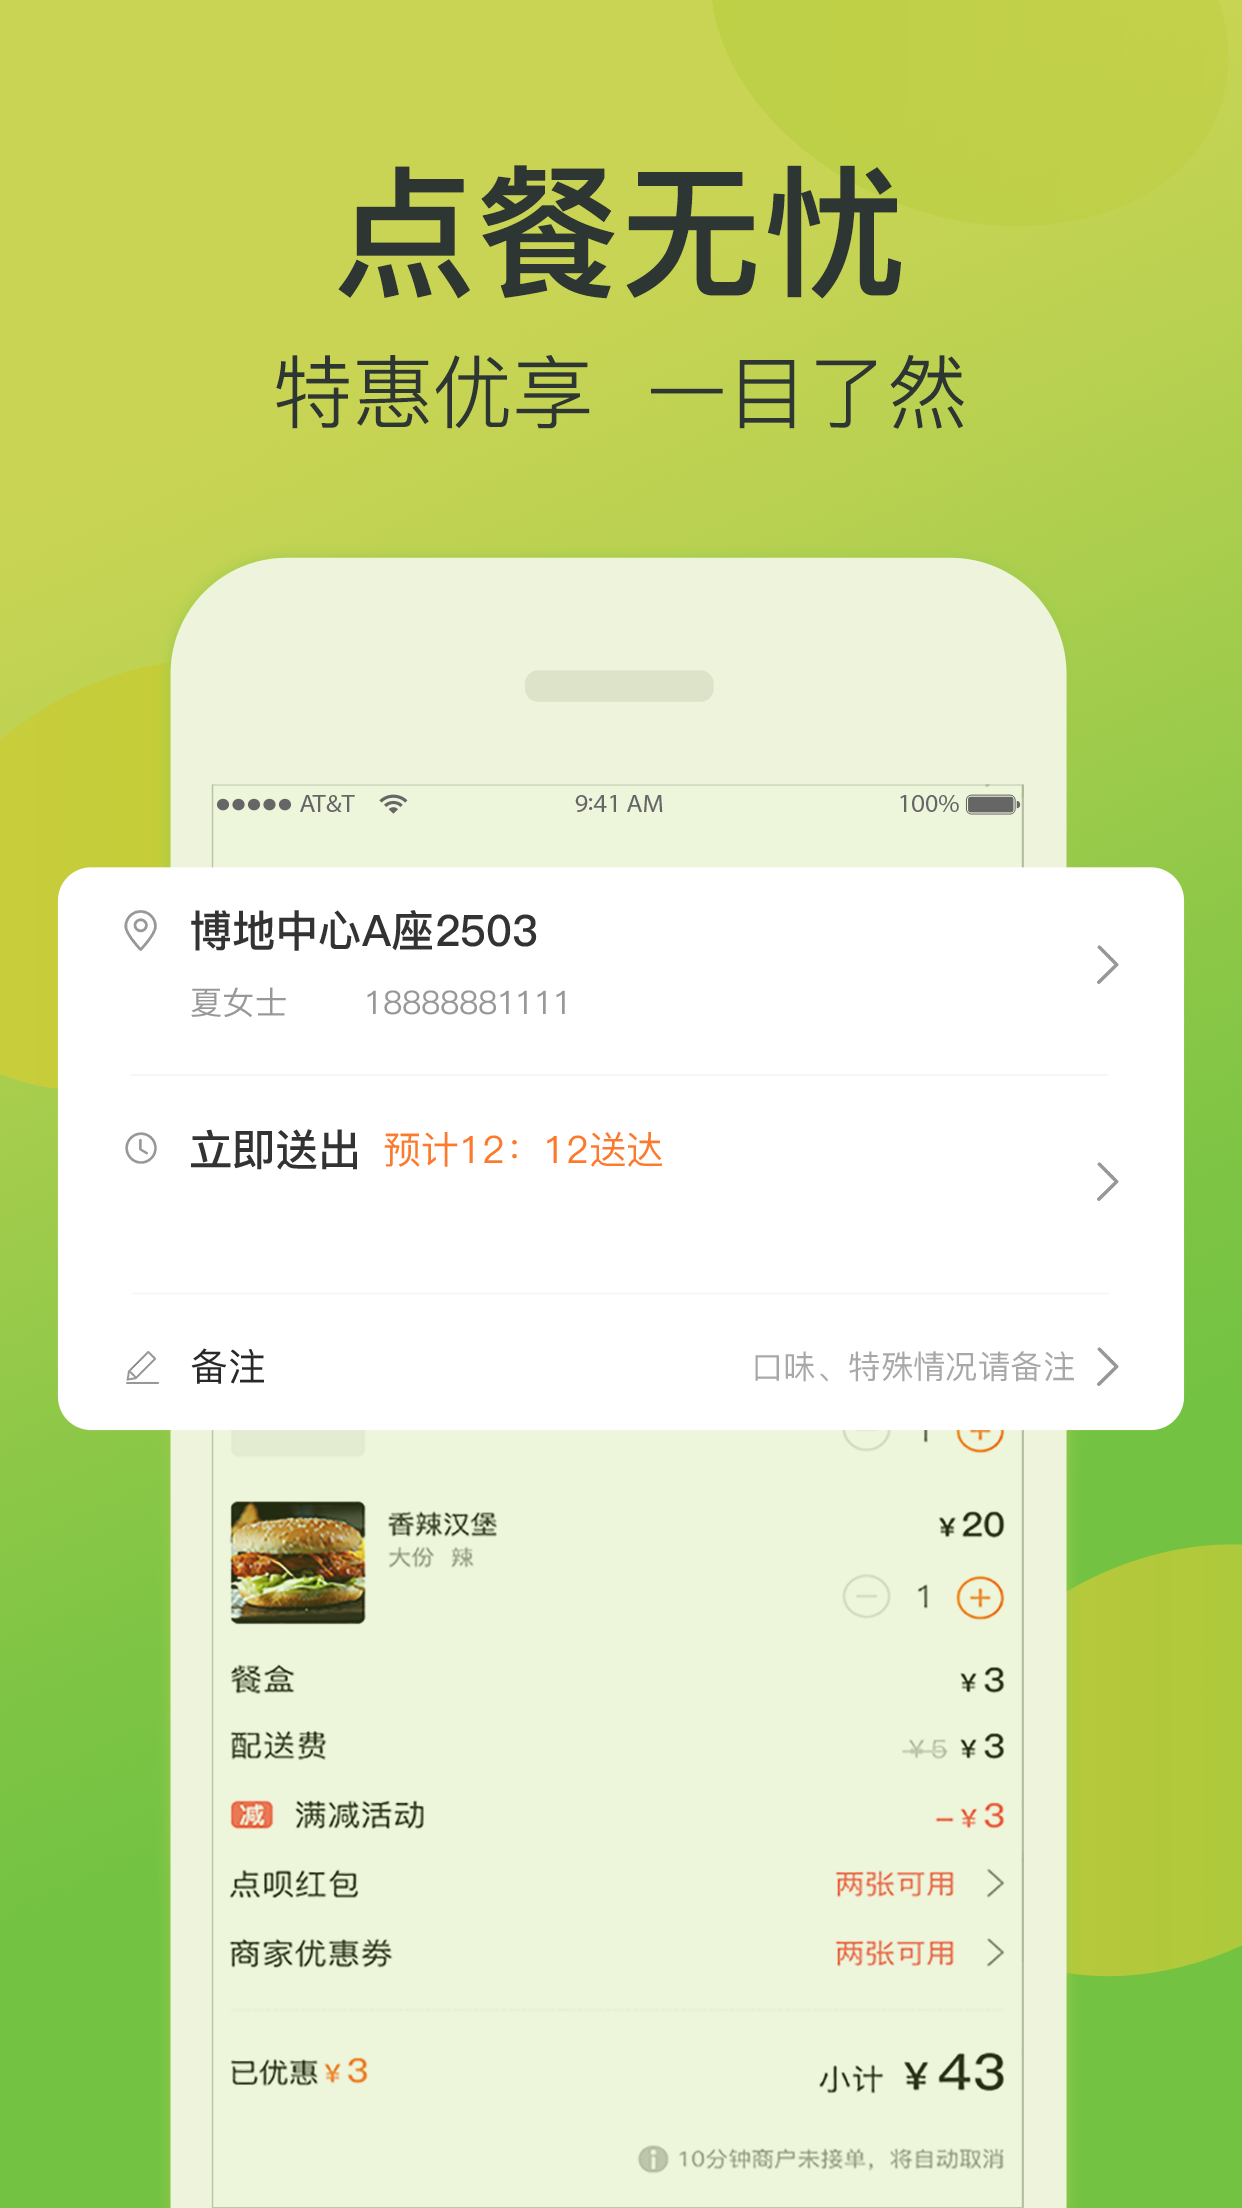 点餐无忧
特惠优享 一目了然
AT&T 9:41 AM 100%
博地中心A座2503
夏女士 18888881111
立即送出 预计12：12送达
备注 口味、特殊情况请备注
1
香辣汉堡 ¥20
大份 辣
1
餐盒 ¥3
配送费 ¥5 ¥3
减 满减活动 -¥3
点呗红包 两张可用
商家优惠券 两张可用
已优惠¥3 小计 ¥43
10分钟商户未接单，将自动取消